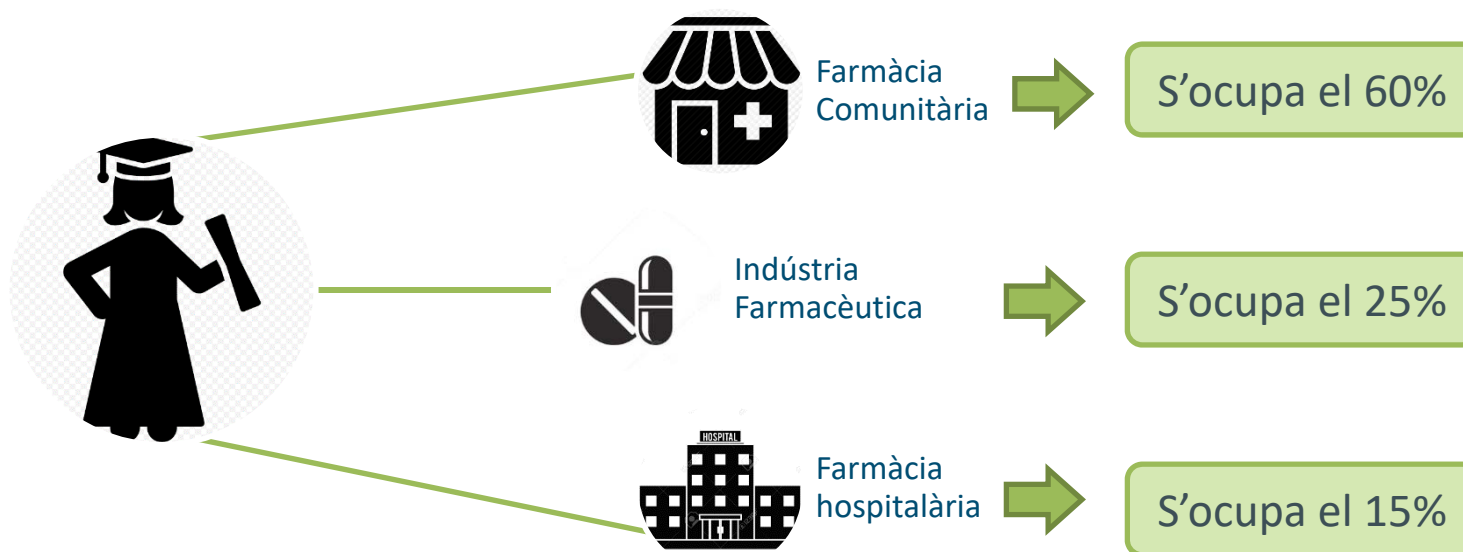 Farmàcia
Comunitària
S'ocupa el 60%
Indústria
Farmacèutica
S'ocupa el 25%
HOSPITAL
Farmàcia
hospitalària
S'ocupa el 15%